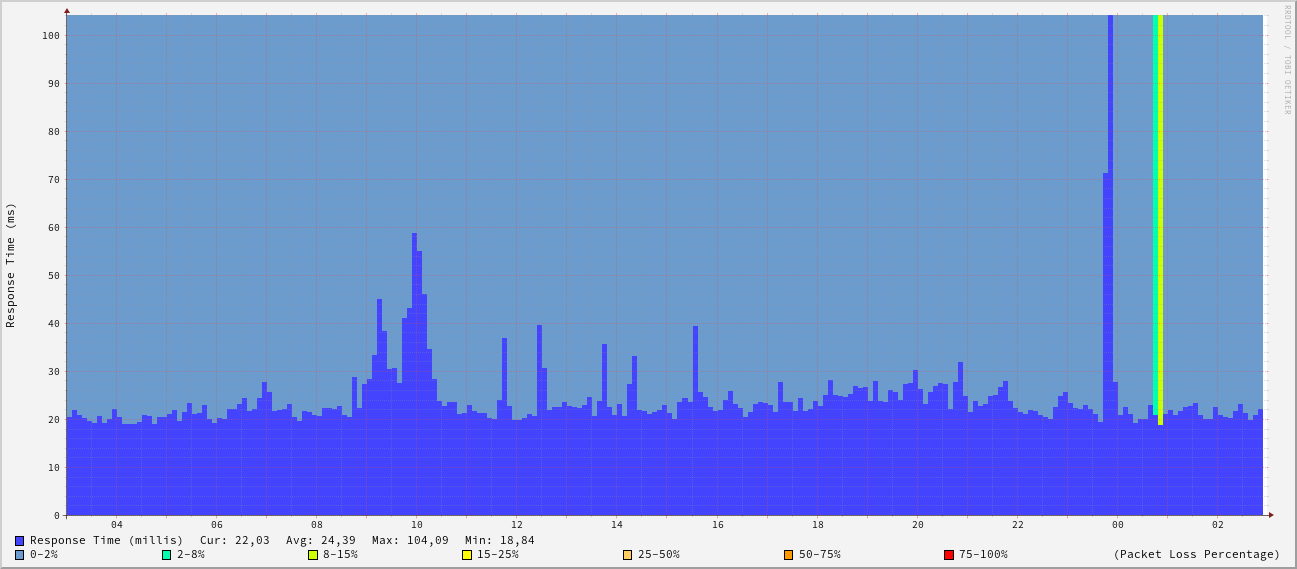 RRDTOOL / TOBI OETIKER
Response Time (ms)
100
90
80
70
60
50
40
30
20
10
0
04 06 08 10 12 14 16 18 20 22 00 02
Response Time (millis) Cur: 22,03 Avg: 24,39 Max: 104,09 Min: 18,84
0-2% 2-8% 8-15% 15-25% 25-50% 50-75% 75-100% (Packet Loss Percentage)